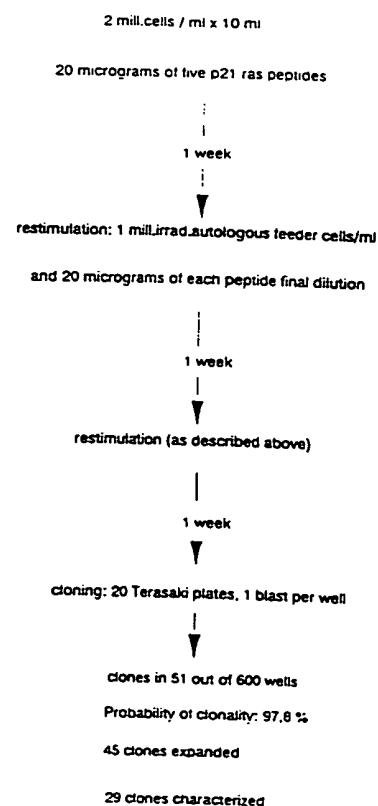 2 mill.cells / ml x 10 ml
20 micrograms of five p21 ras peptides
1 week
restimulation: 1 mill.irrad.autologous feeder cells/ml
and 20 micrograms of each peptide final dilution
1 week
restimulation (as described above)
1 week
cloning: 20 Terasaki plates, 1 blast per well
clones in 51 out of 600 wells
Probability of clonality: 97,8 %
45 clones expanded
29 clones characterized